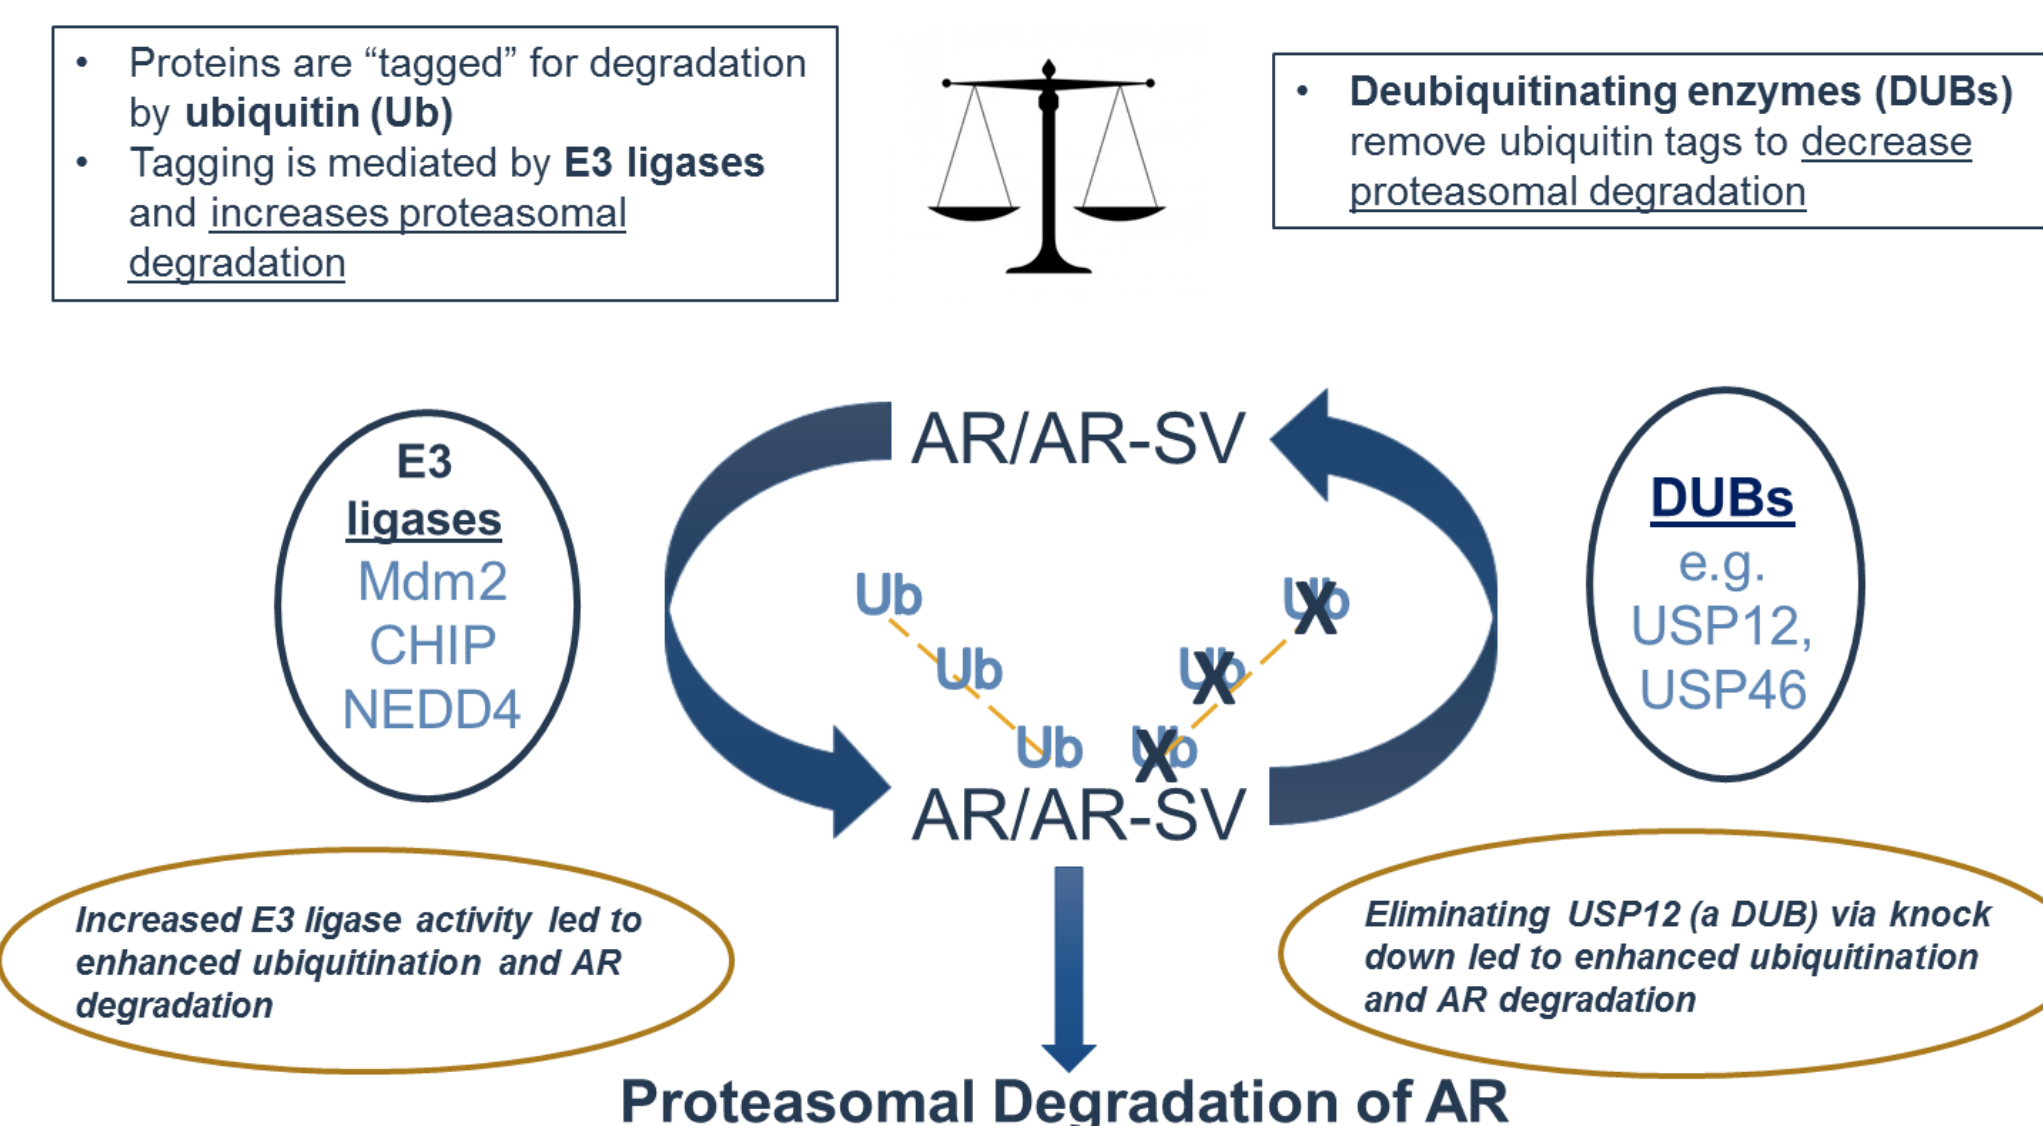 • Proteins are “tagged” for degradation
by ubiquitin (Ub)
• Tagging is mediated by E3 ligases
and increases proteasomal
degradation
• Deubiquitinating enzymes (DUBs)
remove ubiquitin tags to decrease
proteasomal degradation
E3
ligases
Mdm2
CHIP
NEDD4
AR/AR-SV
Ub
Ub
Ub
Ub
X
Ub
X
Ub
X
AR/AR-SV
DUBs
e.g.
USP12,
USP46
Increased E3 ligase activity led to
enhanced ubiquitination and AR
degradation
Eliminating USP12 (a DUB) via knock
down led to enhanced ubiquitination
and AR degradation
Proteasomal Degradation of AR